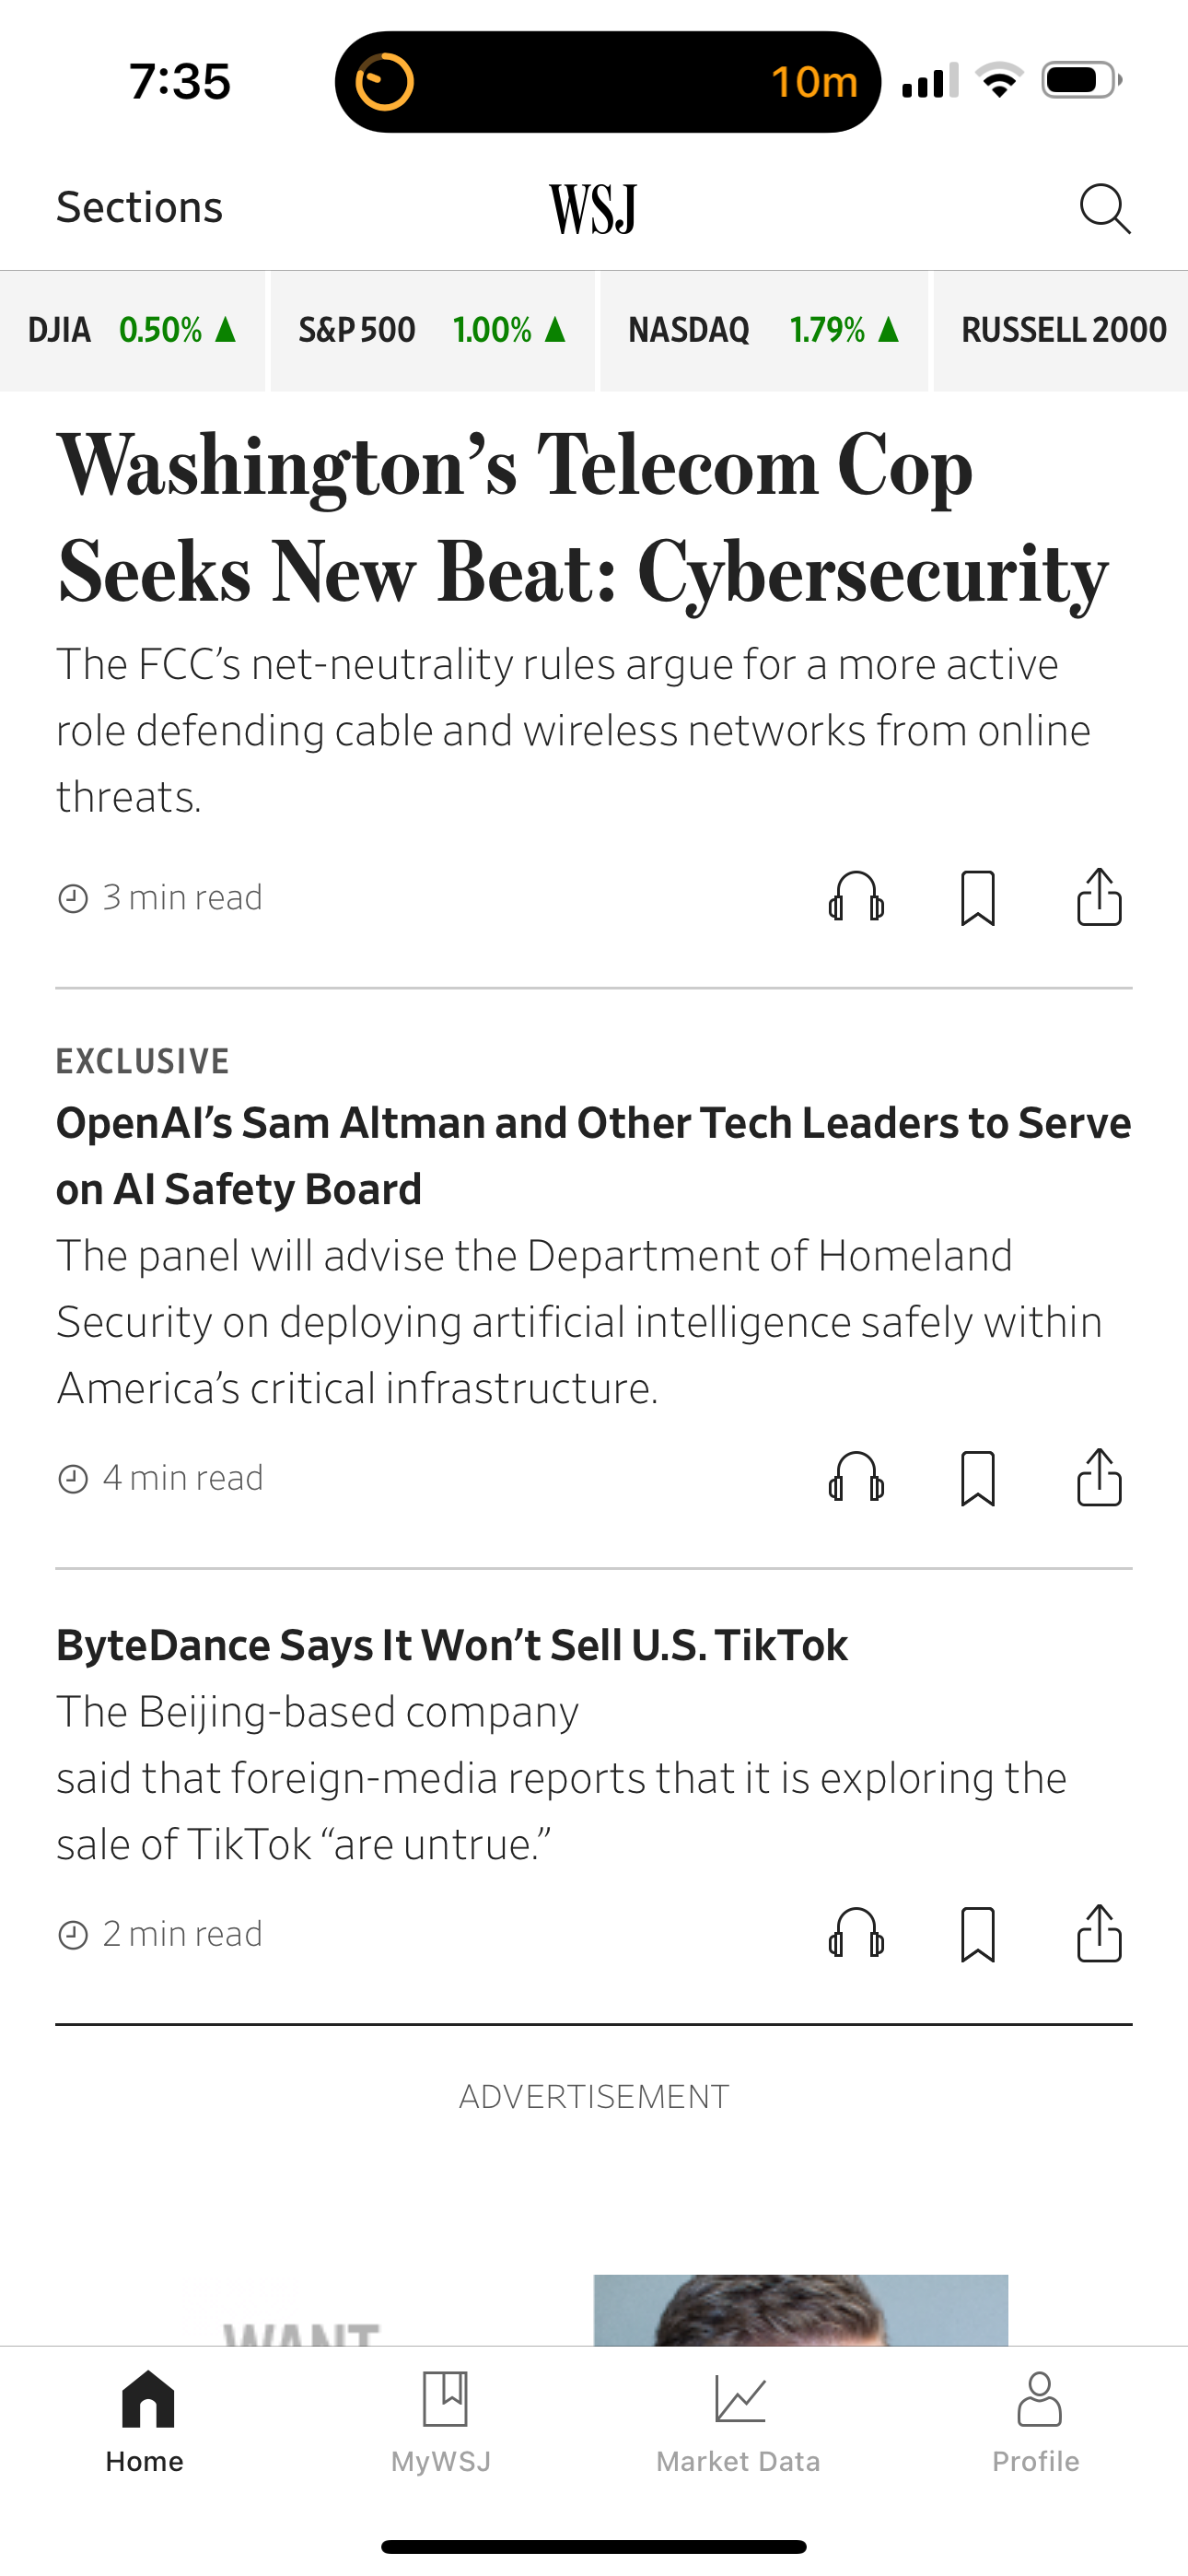 7:35
10m
Sections
WSJ
DJIA 0.50% ▲ S&P 500 1.00% ▲ NASDAQ 1.79% ▲ RUSSELL 2000
Washington’s Telecom Cop
Seeks New Beat: Cybersecurity
The FCC’s net-neutrality rules argue for a more active
role defending cable and wireless networks from online
threats.
3 min read
EXCLUSIVE
OpenAI’s Sam Altman and Other Tech Leaders to Serve
on AI Safety Board
The panel will advise the Department of Homeland
Security on deploying artificial intelligence safely within
America’s critical infrastructure.
4 min read
ByteDance Says It Won’t Sell U.S. TikTok
The Beijing-based company
said that foreign-media reports that it is exploring the
sale of TikTok “are untrue.”
2 min read
ADVERTISEMENT
WANT
Home MyWSJ Market Data Profile